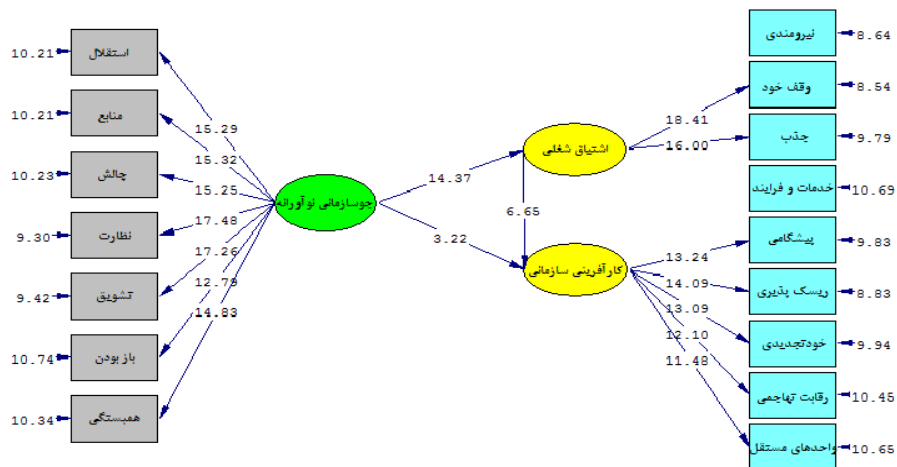 10.21
استقلال
10.21
منابع
10.23
چالش
9.30
نظارت
9.42
تشویق
10.74
باز بودن
10.34
همبستگی
15.29
15.32
15.25
17.48
17.26
12.79
14.83
جوسازمانی نوآورانه
14.37
3.22
اشتیاق شغلی
6.65
کارآفرینی سازمانی
18.41
16.00
13.24
14.09
13.09
12.10
11.48
نیرومندی
8.64
وقف خود
8.54
جذب
9.79
خدمات و فرایند
10.69
پیشگامی
9.83
ریسک پذیری
8.83
خودتجدیدی
9.94
رقابت تهاجمی
10.45
واحدهای مستقل
10.65